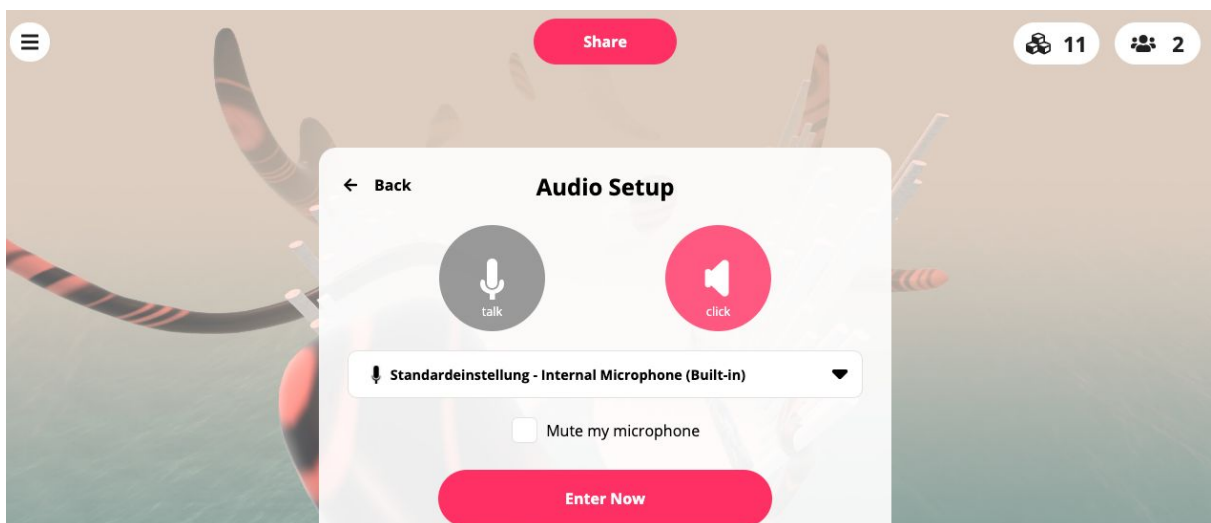 Share
11
2
Back
Audio Setup
talk
click
Standardeinstellung - Internal Microphone (Built-in)
Mute my microphone
Enter Now